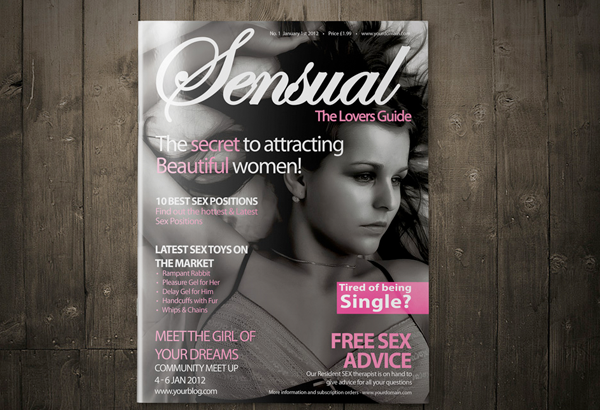 No. 1 January 1st 2012 • Price £1.99 • www.yourdomain.com
Sensual
The Lovers Guide
The secret to attracting
Beautiful women!
10 BEST SEX POSITIONS
Find out the hottest & Latest
Sex Positions
LATEST SEX TOYS ON
THE MARKET
• Rampant Rabbit
• Pleasure Gel for Her
• Delay Gel for Him
• Handcuffs with Fur
• Whips & Chains
Tired of being
Single?
MEET THE GIRL OF
YOUR DREAMS
COMMUNITY MEET UP
4 - 6 JAN 2012
www.yourblog.com
FREE SEX
ADVICE
Our Resident SEX therapist is on hand to
give advice for all your questions
More information and subscription orders - www.yourdomain.com